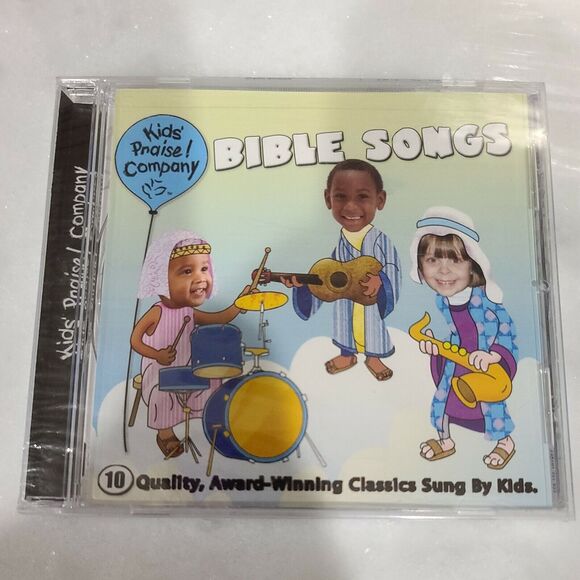 Kids'
Praise!
Company
BIBLE SONGS
Kids' Praise! Company
10 Quality, Award-Winning Classics Sung By Kids.